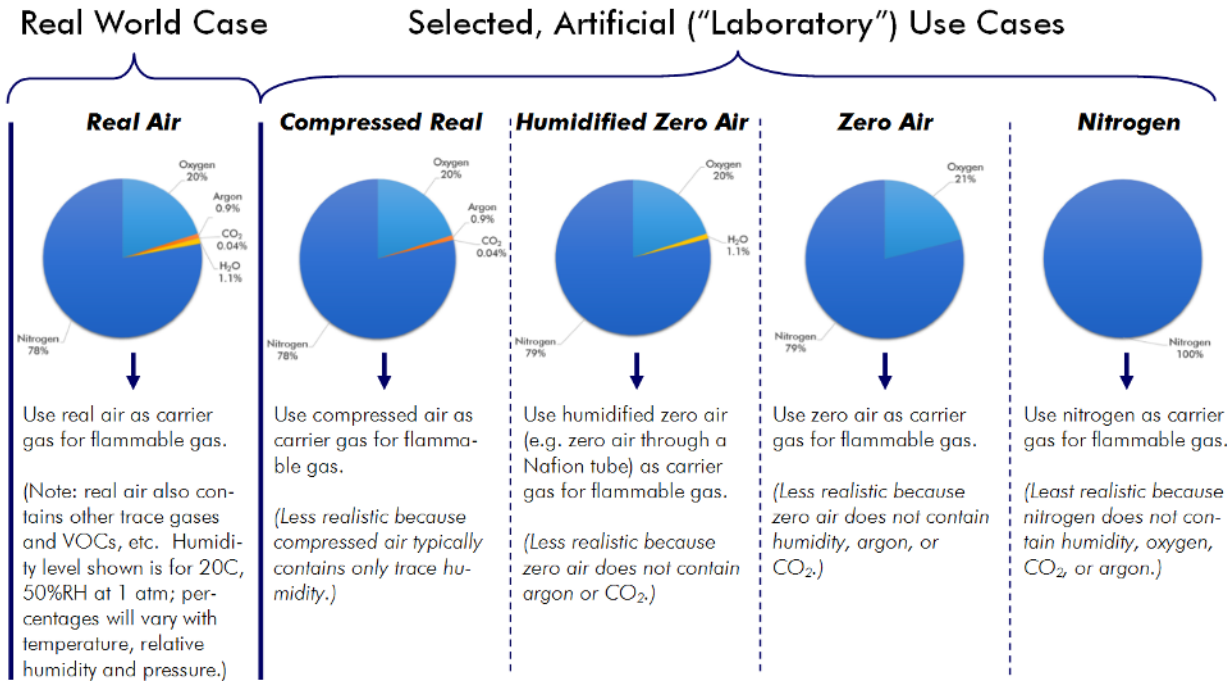 Real World Case
Selected, Artificial (“Laboratory”) Use Cases
Real Air
Oxygen
20%
Argon
0.9%
CO₂
0.04%
H₂O
1.1%
Nitrogen
78%
Use real air as carrier
gas for flammable gas.
(Note: real air also con-
tains other trace gases
and VOCs, etc. Humidi-
ty level shown is for 20C,
50%RH at 1 atm; per-
centages will vary with
temperature, relative
humidity and pressure.)
Compressed Real
Oxygen
20%
Argon
0.9%
CO₂
0.04%
Nitrogen
78%
Use compressed air as
carrier gas for flamma-
ble gas.
(Less realistic because
compressed air typically
contains only trace hu-
midity.)
Humidified Zero Air
Oxygen
20%
H₂O
1.1%
Nitrogen
79%
Use humidified zero air
(e.g. zero air through a
Nafion tube) as carrier
gas for flammable gas.
(Less realistic because
zero air does not contain
argon or CO₂.)
Zero Air
Oxygen
21%
Nitrogen
79%
Use zero air as carrier
gas for flammable gas.
(Less realistic because
zero air does not contain
humidity, argon, or
CO₂.)
Nitrogen
Nitrogen
100%
Use nitrogen as carrier
gas for flammable gas.
(Least realistic because
nitrogen does not con-
tain humidity, oxygen,
CO₂, or argon.)